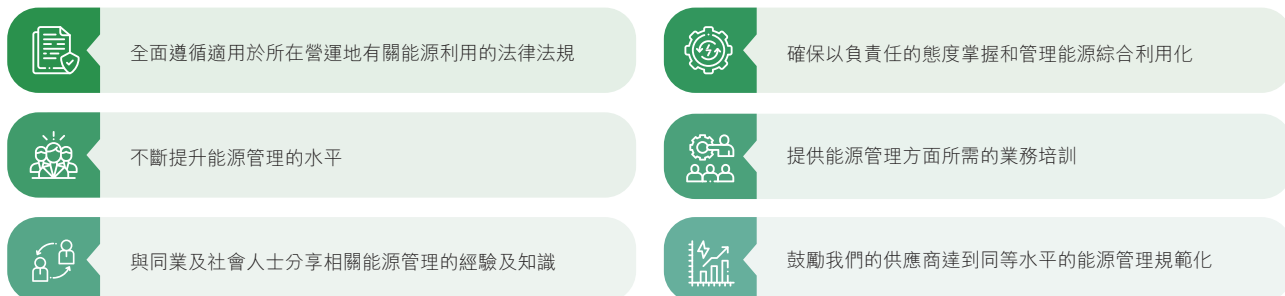 全面遵循適用於所在營運地有關能源利用的法律法規
確保以負責任的態度掌握和管理能源綜合利用化
不斷提升能源管理的水平
提供能源管理方面所需的業務培訓
與同業及社會人士分享相關能源管理的經驗及知識
鼓勵我們的供應商達到同等水平的能源管理規範化